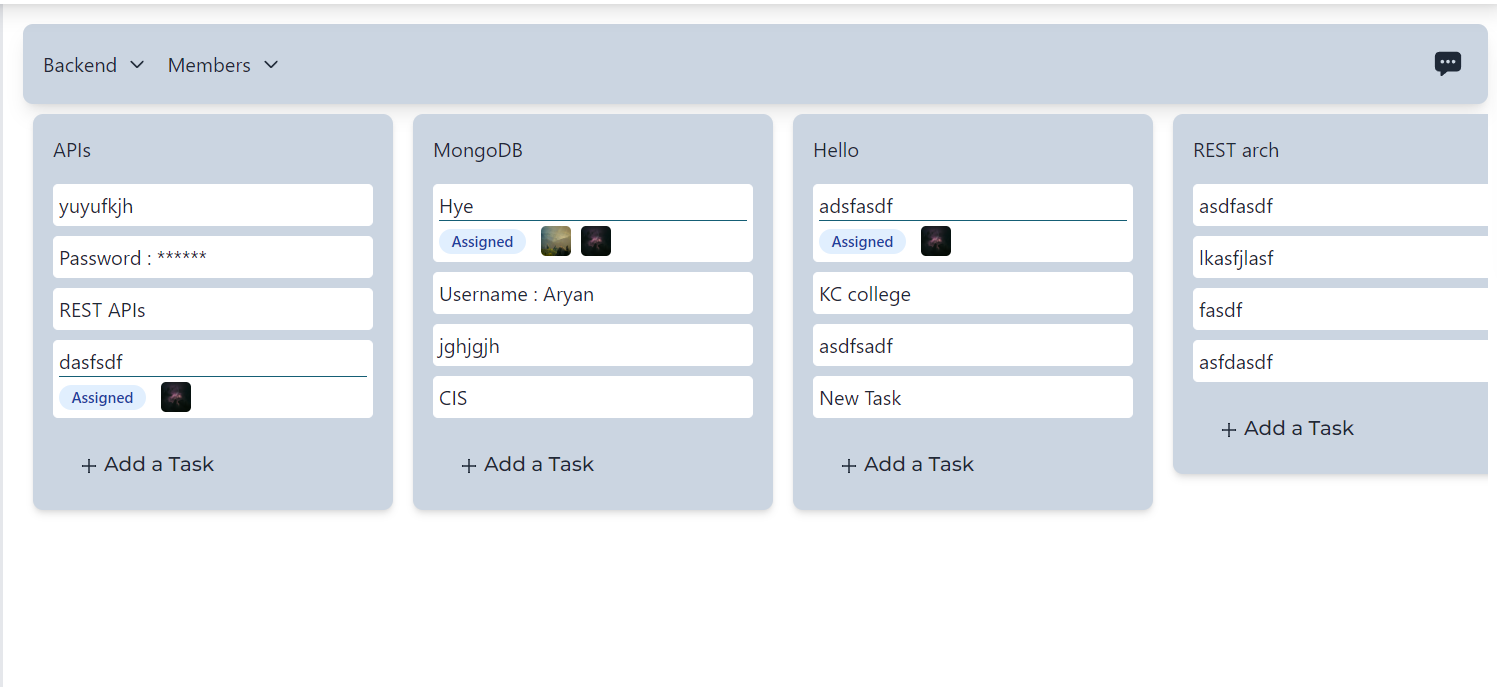 Backend
Members
APIs
yuyufkjh
Password : ******
REST APIs
dasfsdf
Assigned
+ Add a Task
MongoDB
Hye
Assigned
Username : Aryan
jghjgjh
CIS
+ Add a Task
Hello
adsfasdf
Assigned
KC college
asdfsadf
New Task
+ Add a Task
REST arch
asdfasdf
lkasfjlasf
fasdf
asfdasdf
+ Add a Task